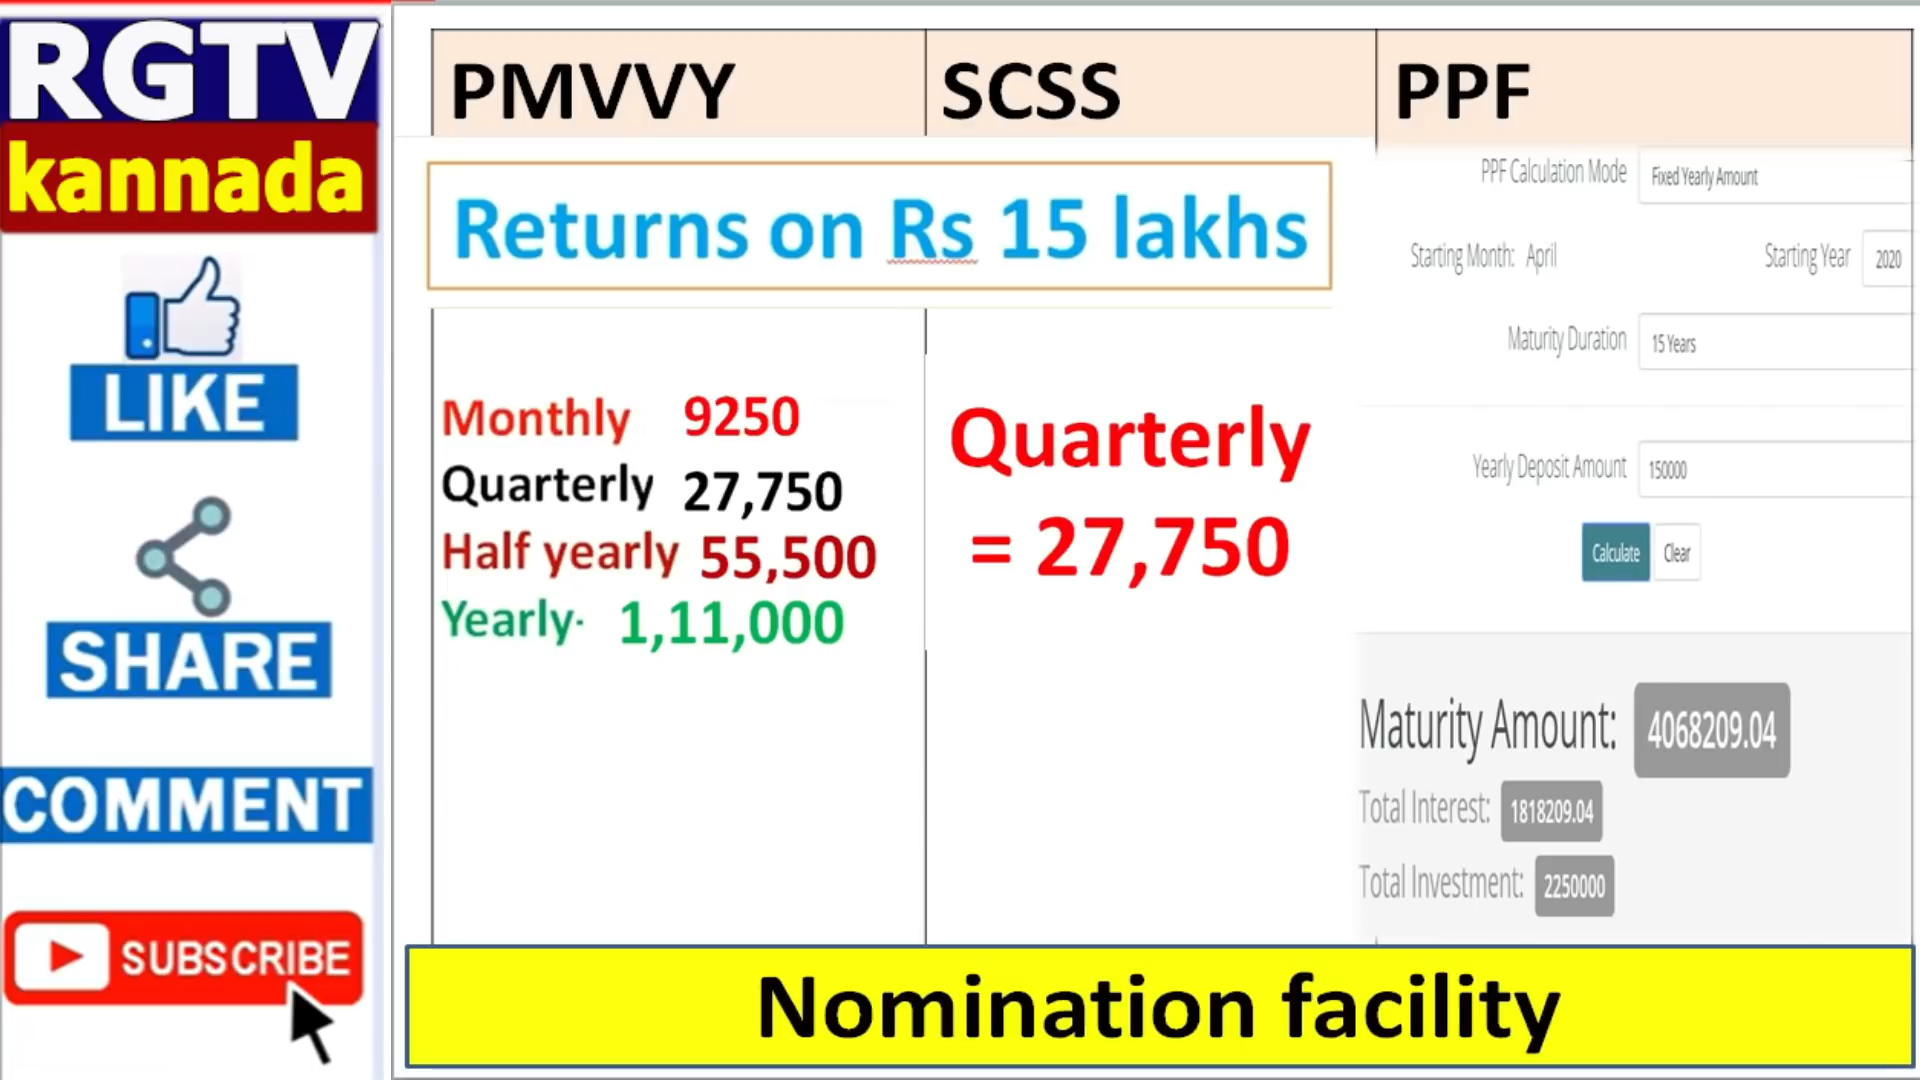 RGTV
kannada
LIKE
SHARE
COMMENT
SUBSCRIBE
PMVVY
SCSS
PPF
Returns on Rs 15 lakhs
Monthly 9250
Quarterly 27,750
Half yearly 55,500
Yearly· 1,11,000
Quarterly
= 27,750
PPF Calculation Mode Fixed Yearly Amount
Starting Month: April Starting Year 2020
Maturity Duration 15 Years
Yearly Deposit Amount 150000
Calculate Clear
Maturity Amount: 4068209.04
Total Interest: 1818209.04
Total Investment: 2250000
Nomination facility